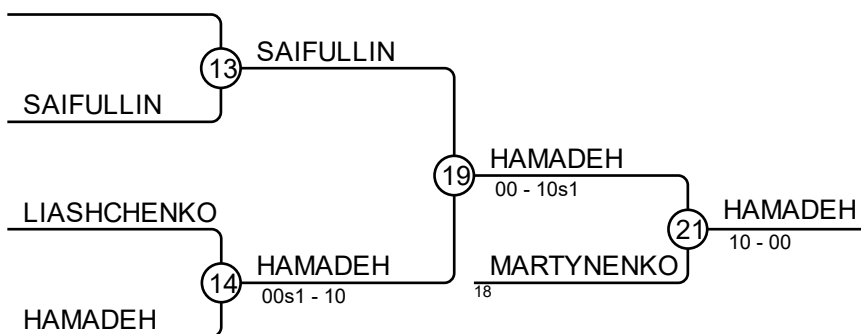 SAIFULLIN
13
SAIFULLIN
LIASHCHENKO
14
HAMADEH
00s1 - 10
HAMADEH
19
HAMADEH
00 - 10s1
MARTYNENKO
18
21
HAMADEH
10 - 00